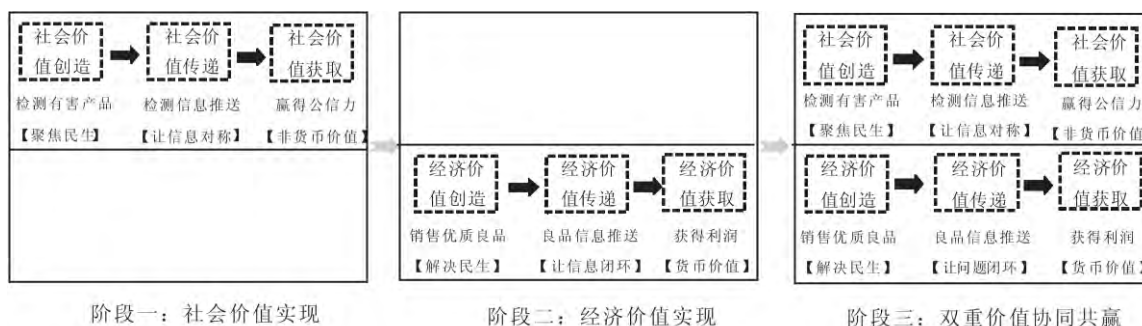 社会价 社会价 社会价
值创造 值传递 值获取
检测有害产品 检测信息推送 赢得公信力
【聚焦民生】 【让信息对称】 【非货币价值】
阶段一：社会价值实现
经济价 经济价 经济价
值创造 值传递 值获取
销售优质良品 良品信息推送 获得利润
【解决民生】 【让信息闭环】 【货币价值】
阶段二：经济价值实现
社会价 社会价 社会价
值创造 值传递 值获取
检测有害产品 检测信息推送 赢得公信力
【聚焦民生】 【让信息对称】 【非货币价值】
经济价 经济价 经济价
值创造 值传递 值获取
销售优质良品 良品信息推送 获得利润
【解决民生】 【让问题闭环】 【货币价值】
阶段三：双重价值协同共赢